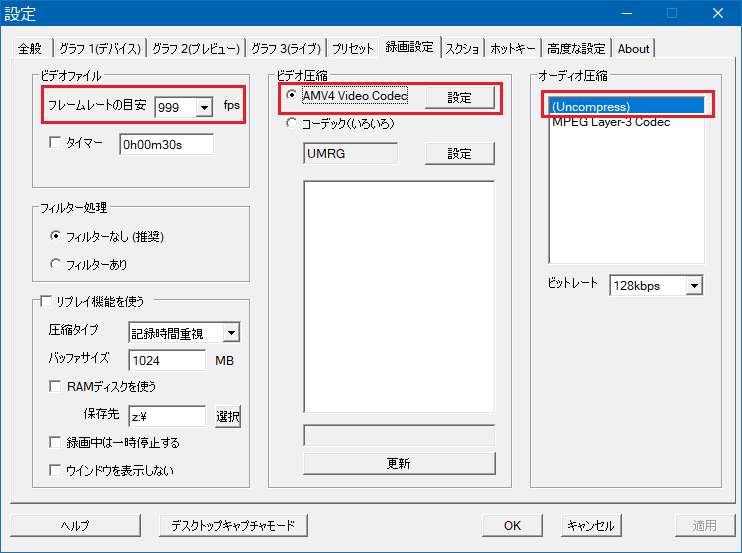 設定
全般
グラフ 1(デバイス)
グラフ 2(プレビュー)
グラフ 3(ライブ)
プリセット
録画設定
スクショ
ホットキー
高度な設定
About
ビデオファイル
フレームレートの目安 999 fps
タイマー 0h00m30s
フィルター処理
フィルターなし (推奨)
フィルターあり
リプレイ機能を使う
圧縮タイプ 記録時間重視
バッファサイズ 1024 MB
RAMディスクを使う
保存先 z:¥ 選択
録画中は一時停止する
ウインドウを表示しない
ビデオ圧縮
AMV4 Video Codec 設定
コーデック(いろいろ)
UMRG 設定
更新
オーディオ圧縮
(Uncompress)
MPEG Layer-3 Codec
ビットレート 128kbps
ヘルプ
デスクトップキャプチャモード
OK
キャンセル
適用